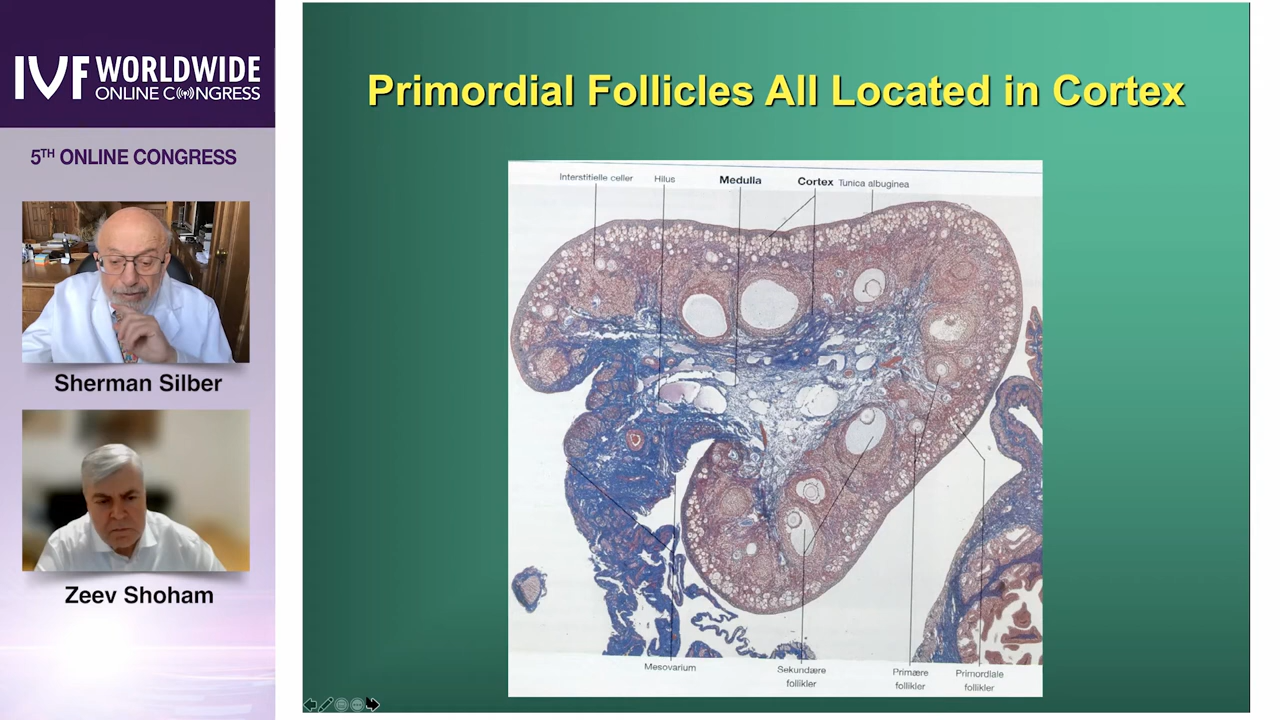 IVF WORLDWIDE
ONLINE CONGRESS
5TH ONLINE CONGRESS
Sherman Silber
Zeev Shoham
Primordial Follicles All Located in Cortex
Interstitielle celler Hilus Medulla Cortex Tunica albuginea
Mesovarium
Sekundære
follikler
Primære
follikler
Primordiale
follikler